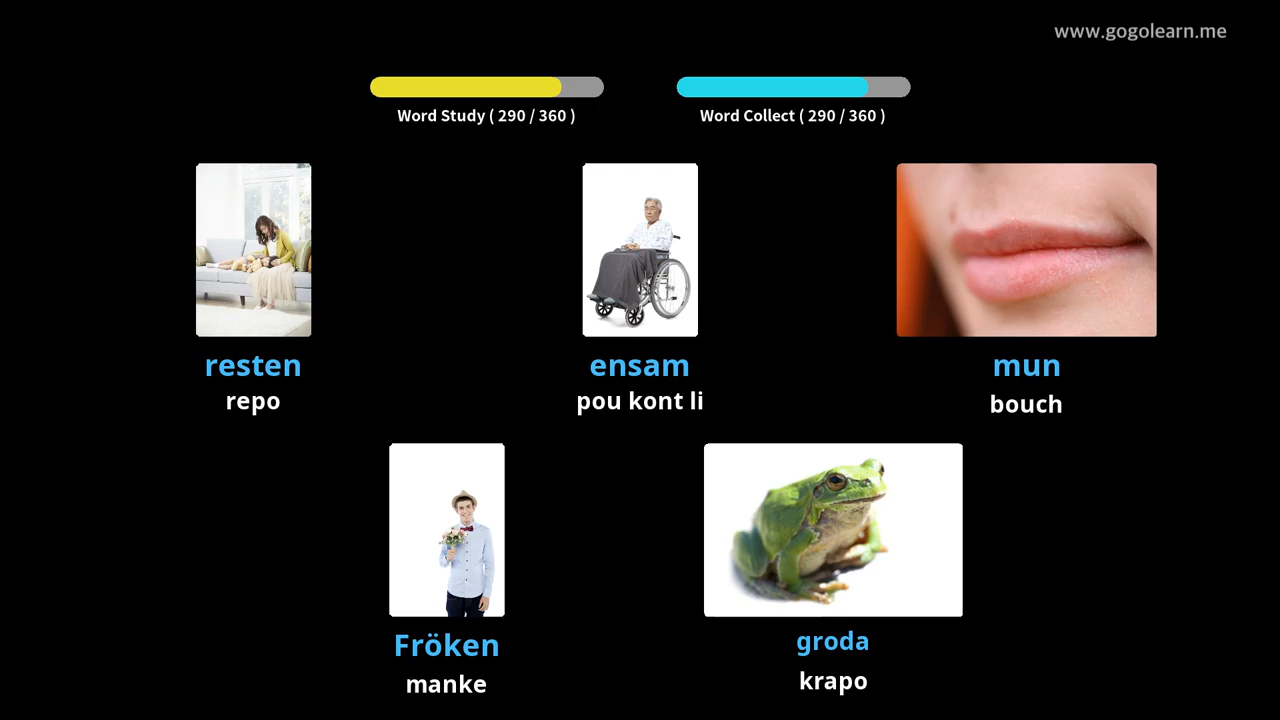 www.gogolearn.me
Word Study ( 290 / 360 )
Word Collect ( 290 / 360 )
resten
repo
ensam
pou kont li
mun
bouch
Fröken
manke
groda
krapo